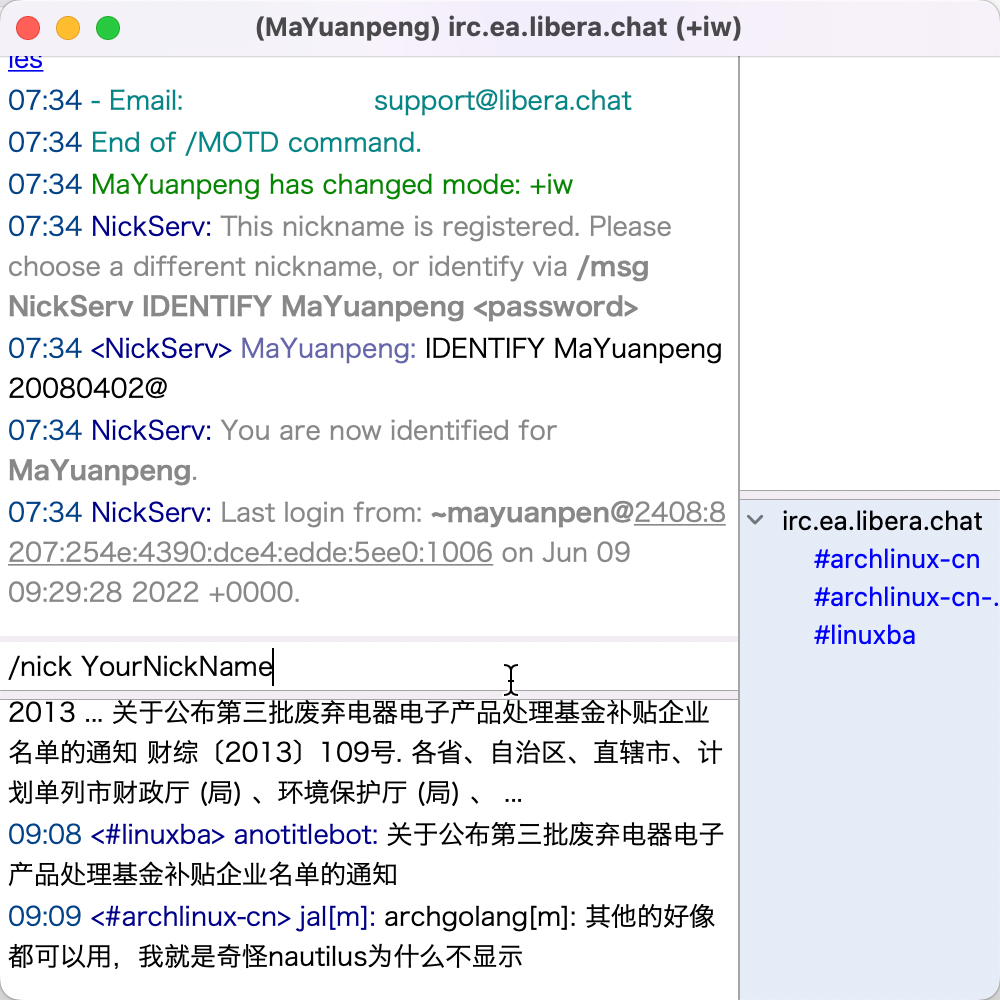 (MaYuanpeng) irc.ea.libera.chat (+iw)
ies
07:34 - Email: support@libera.chat
07:34 End of /MOTD command.
07:34 MaYuanpeng has changed mode: +iw
07:34 NickServ: This nickname is registered. Please
choose a different nickname, or identify via /msg
NickServ IDENTIFY MaYuanpeng <password>
07:34 <NickServ> MaYuanpeng: IDENTIFY MaYuanpeng
20080402@
07:34 NickServ: You are now identified for
MaYuanpeng.
07:34 NickServ: Last login from: ~mayuanpen@2408:8
207:254e:4390:dce4:edde:5ee0:1006 on Jun 09
09:29:28 2022 +0000.
/nick YourNickName
2013 ... 关于公布第三批废弃电器电子产品处理基金补贴企业
名单的通知 财综〔2013〕109号. 各省、自治区、直辖市、计
划单列市财政厅 (局) 、环境保护厅 (局) 、 ...
09:08 <#linuxba> anotitlebot: 关于公布第三批废弃电器电子
产品处理基金补贴企业名单的通知
09:09 <#archlinux-cn> jal[m]: archgolang[m]: 其他的好像
都可以用，我就是奇怪nautilus为什么不显示
irc.ea.libera.chat
#archlinux-cn
#archlinux-cn-.
#linuxba